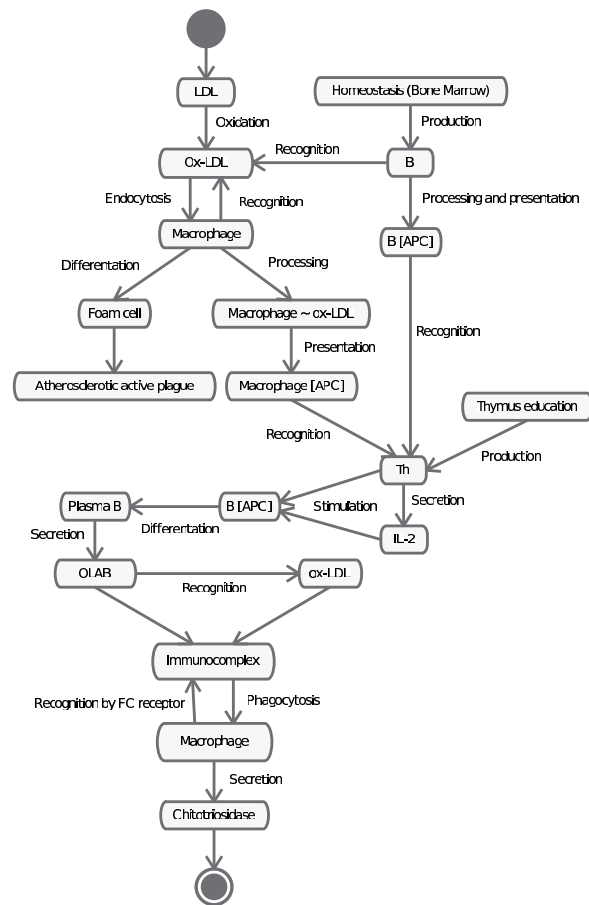 LDL
Homeostasis (Bone Marrow)
Oxidation
Production
Recognition
Ox-LDL
B
Endocytosis
Recognition
Processing and presentation
Macrophage
B [APC]
Differentation
Processing
Foam cell
Macrophage ~ ox-LDL
Recognition
Presentation
Atherosclerotic active plague
Macrophage [APC]
Thymus education
Recognition
Production
Th
Plasma B
B [APC]
Stimulation
Secretion
Secretion
Differentation
IL-2
OLAB
ox-LDL
Recognition
Immunocomplex
Recognition by FC receptor
Phagocytosis
Macrophage
Secretion
Chitotriosidase